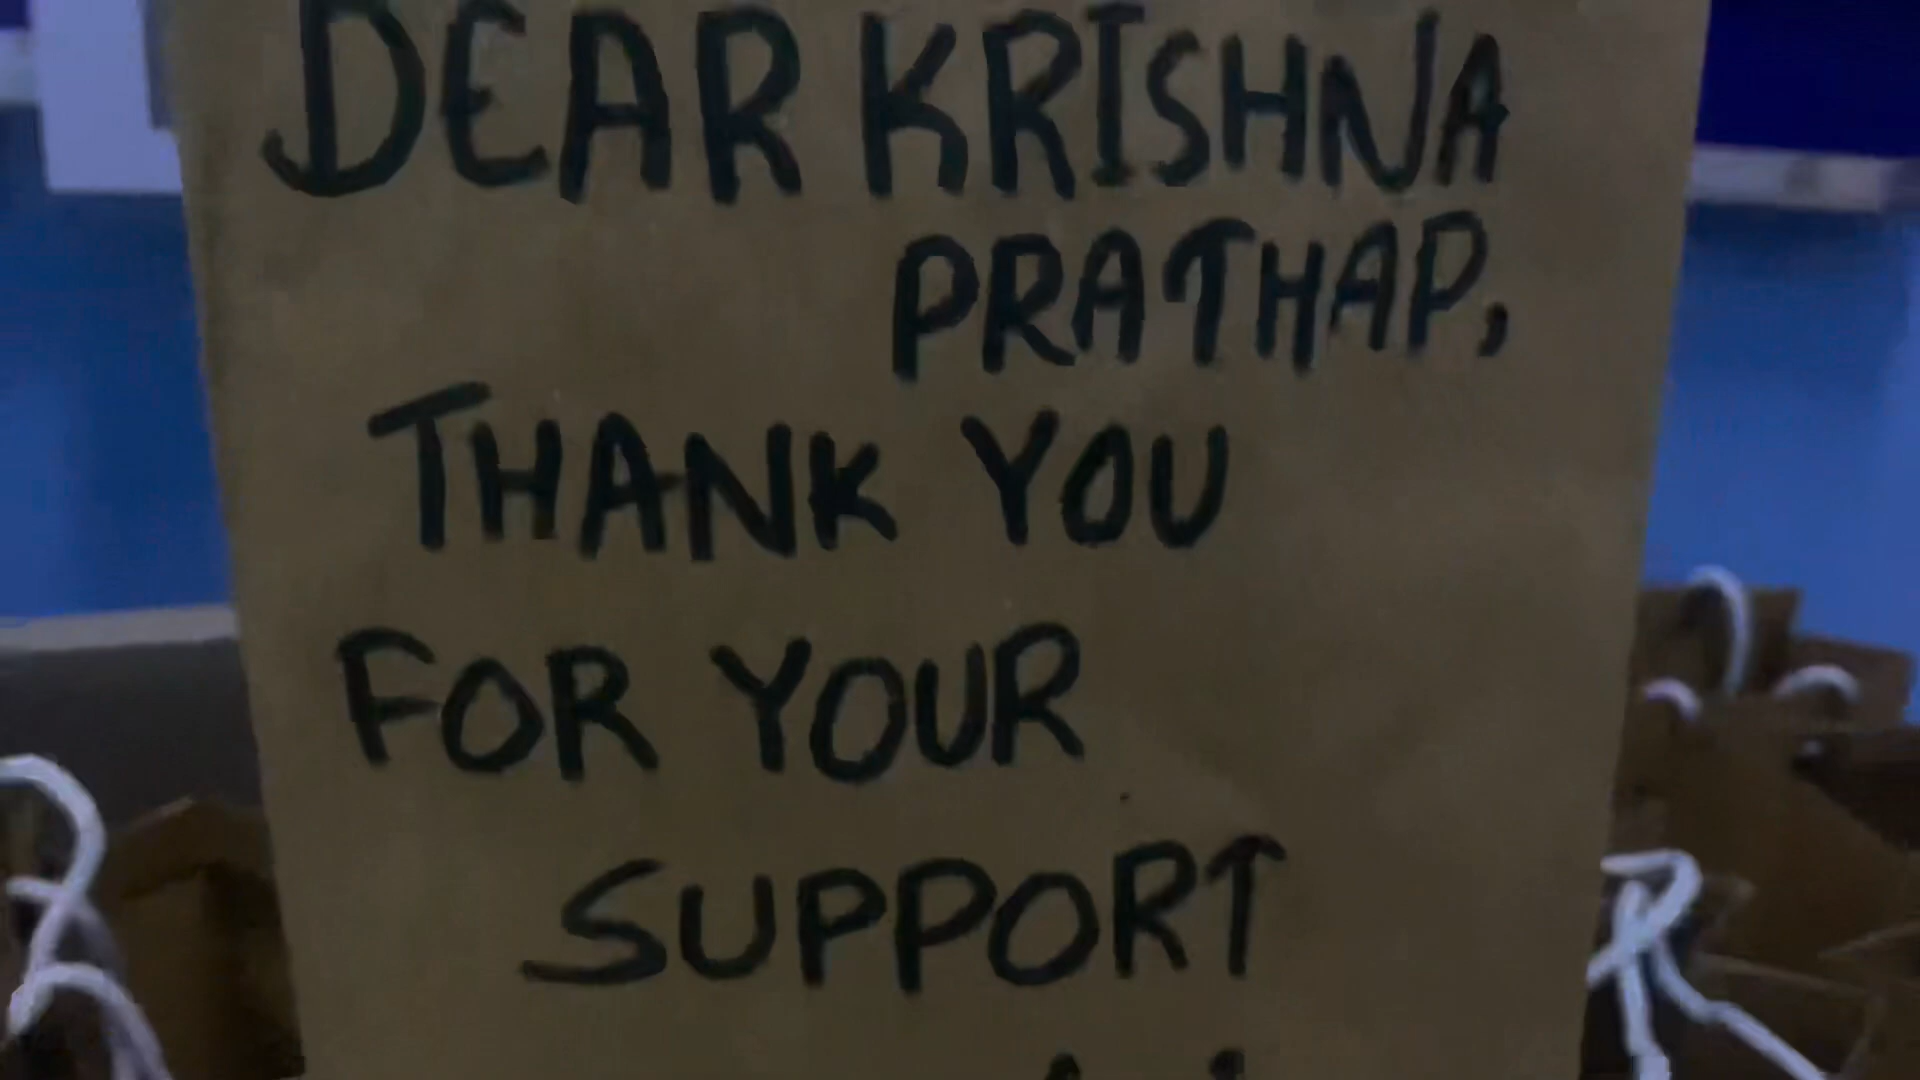 DEAR KRISHNA
PRATHAP,
THANK YOU
FOR YOUR
SUPPORT